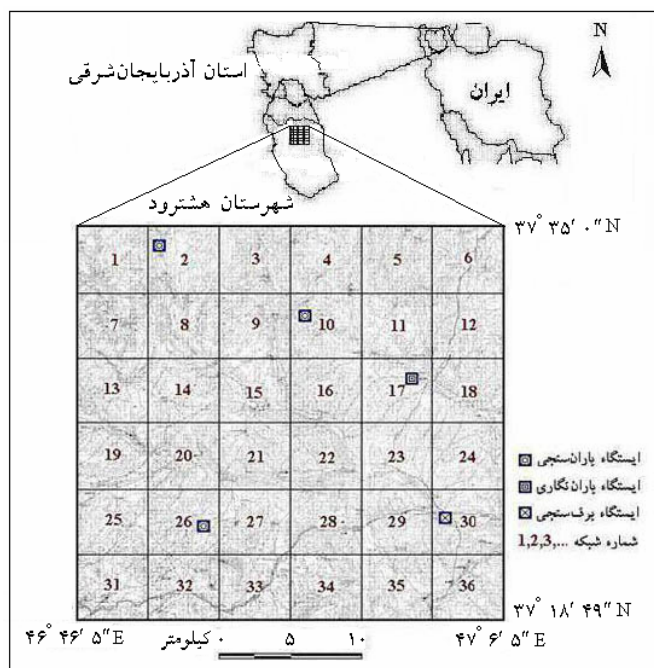 N
استان آذربایجان‌شرقی
ایران
شهرستان هشترود
۳۷° ۳۵' ۰" N
1 2 3 4 5 6
7 8 9 10 11 12
13 14 15 16 17 18
19 20 21 22 23 24
25 26 27 28 29 30
31 32 33 34 35 36
ایستگاه باران‌سنجی
ایستگاه باران‌نگاری
ایستگاه برف‌سنجی
شماره شبکه 1,2,3,...
۳۷° ۱۸' ۴۹" N
۴۶° ۴۶' ۵" E
۴۷° ۶' ۵" E
کیلومتر ۰ ۵ ۱۰